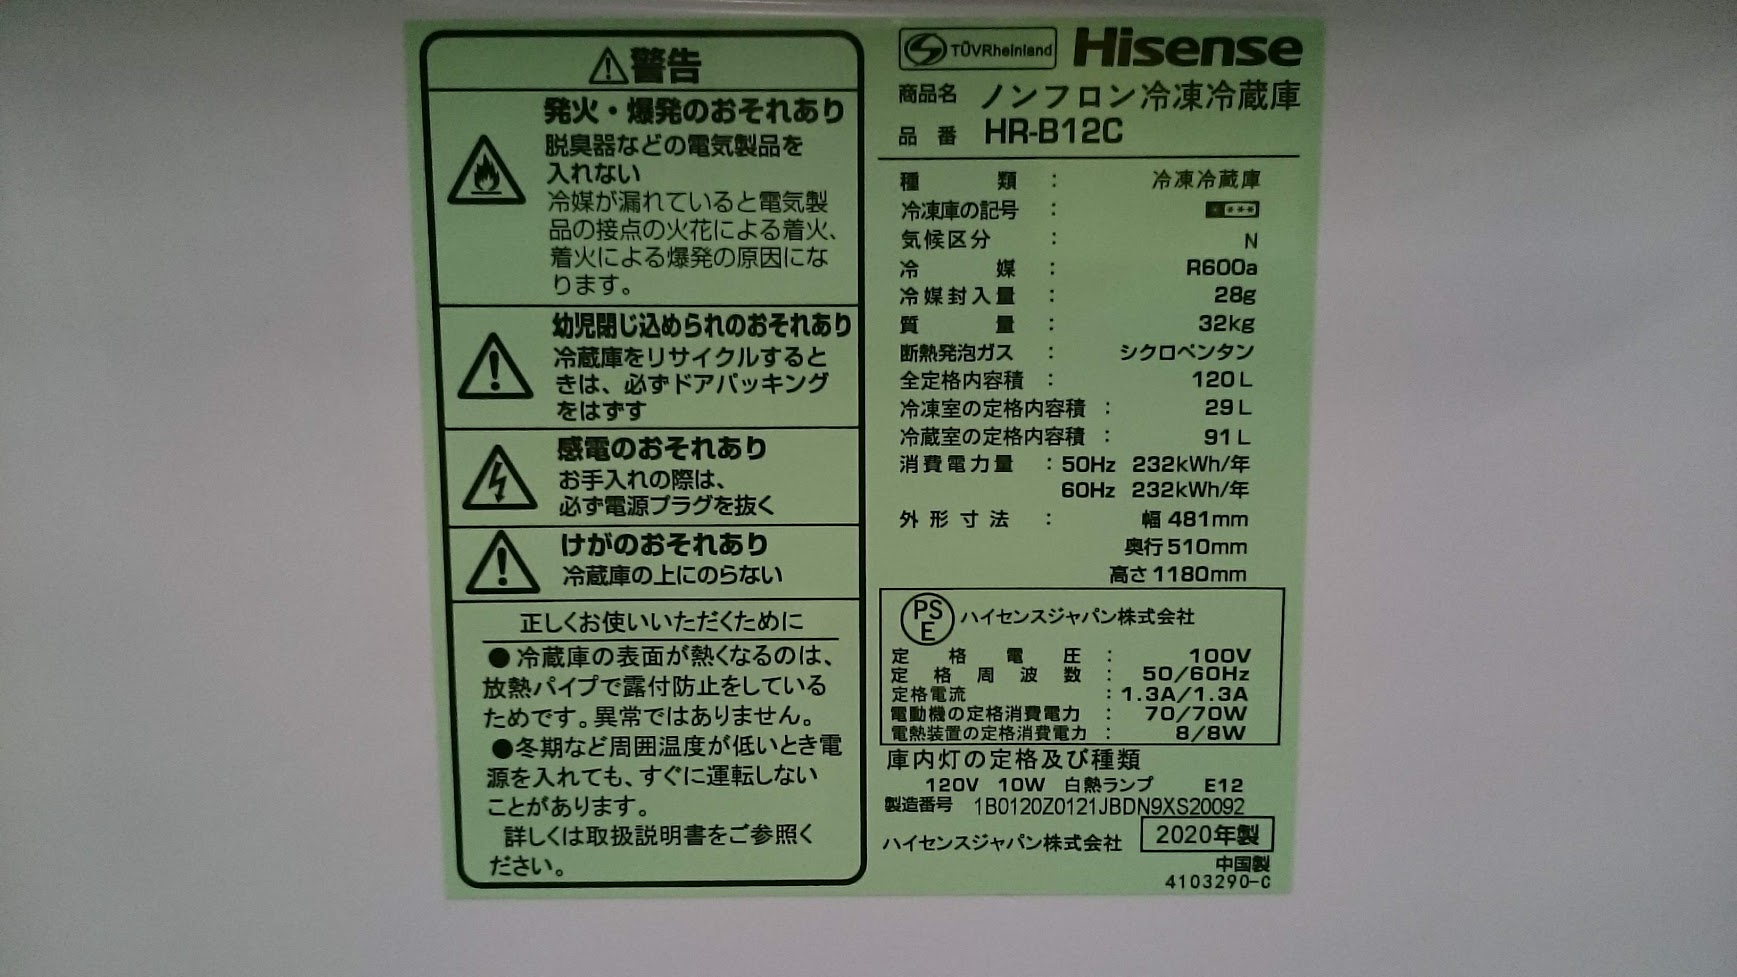 警告
発火・爆発のおそれあり
脱臭器などの電気製品を
入れない
冷媒が漏れていると電気製
品の接点の火花による着火、
着火による爆発の原因にな
ります。
幼児閉じ込められのおそれあり
冷蔵庫をリサイクルすると
きは、必ずドアパッキング
をはずす
感電のおそれあり
お手入れの際は、
必ず電源プラグを抜く
けがのおそれあり
冷蔵庫の上にのらない
正しくお使いいただくために
●冷蔵庫の表面が熱くなるのは、
放熱パイプで露付防止をしている
ためです。異常ではありません。
●冬期など周囲温度が低いとき電
源を入れても、すぐに運転しない
ことがあります。
詳しくは取扱説明書をご参照く
ださい。
TÜVRheinland Hisense
商品名 ノンフロン冷凍冷蔵庫
品番 HR-B12C
種類 : 冷凍冷蔵庫
冷凍庫の記号 : * ***
気候区分 : N
冷媒 : R600a
冷媒封入量 : 28g
質量 : 32kg
断熱発泡ガス : シクロペンタン
全定格内容積 : 120L
冷凍室の定格内容積 : 29L
冷蔵室の定格内容積 : 91L
消費電力量 : 50Hz 232kWh/年
60Hz 232kWh/年
外形寸法 : 幅 481mm
奥行 510mm
高さ 1180mm
PSE ハイセンスジャパン株式会社
定格電圧 : 100V
定格周波数 : 50/60Hz
定格電流 : 1.3A/1.3A
電動機の定格消費電力 : 70/70W
電熱装置の定格消費電力 : 8/8W
庫内灯の定格及び種類
120V 10W 白熱ランプ E12
製造番号 1B0120Z0121JBDN9XS20092
ハイセンスジャパン株式会社 2020年製
中国製
4103290-C